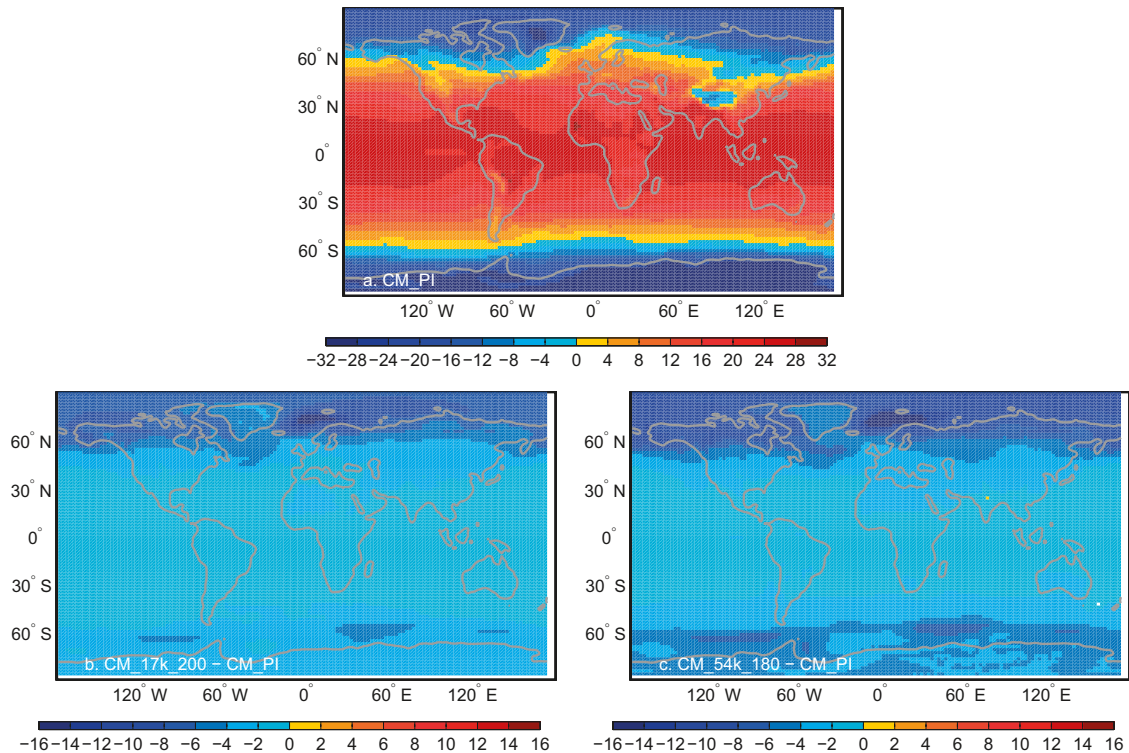 60° N
30° N
0°
30° S
60° S
a. CM_PI
120° W 60° W 0° 60° E 120° E
−32 −28 −24 −20 −16 −12 −8 −4 0 4 8 12 16 20 24 28 32
60° N
30° N
0°
30° S
60° S
b. CM_17k_200 − CM_PI
120° W 60° W 0° 60° E 120° E
−16 −14 −12 −10 −8 −6 −4 −2 0 2 4 6 8 10 12 14 16
60° N
30° N
0°
30° S
60° S
c. CM_54k_180 − CM_PI
120° W 60° W 0° 60° E 120° E
−16 −14 −12 −10 −8 −6 −4 −2 0 2 4 6 8 10 12 14 16